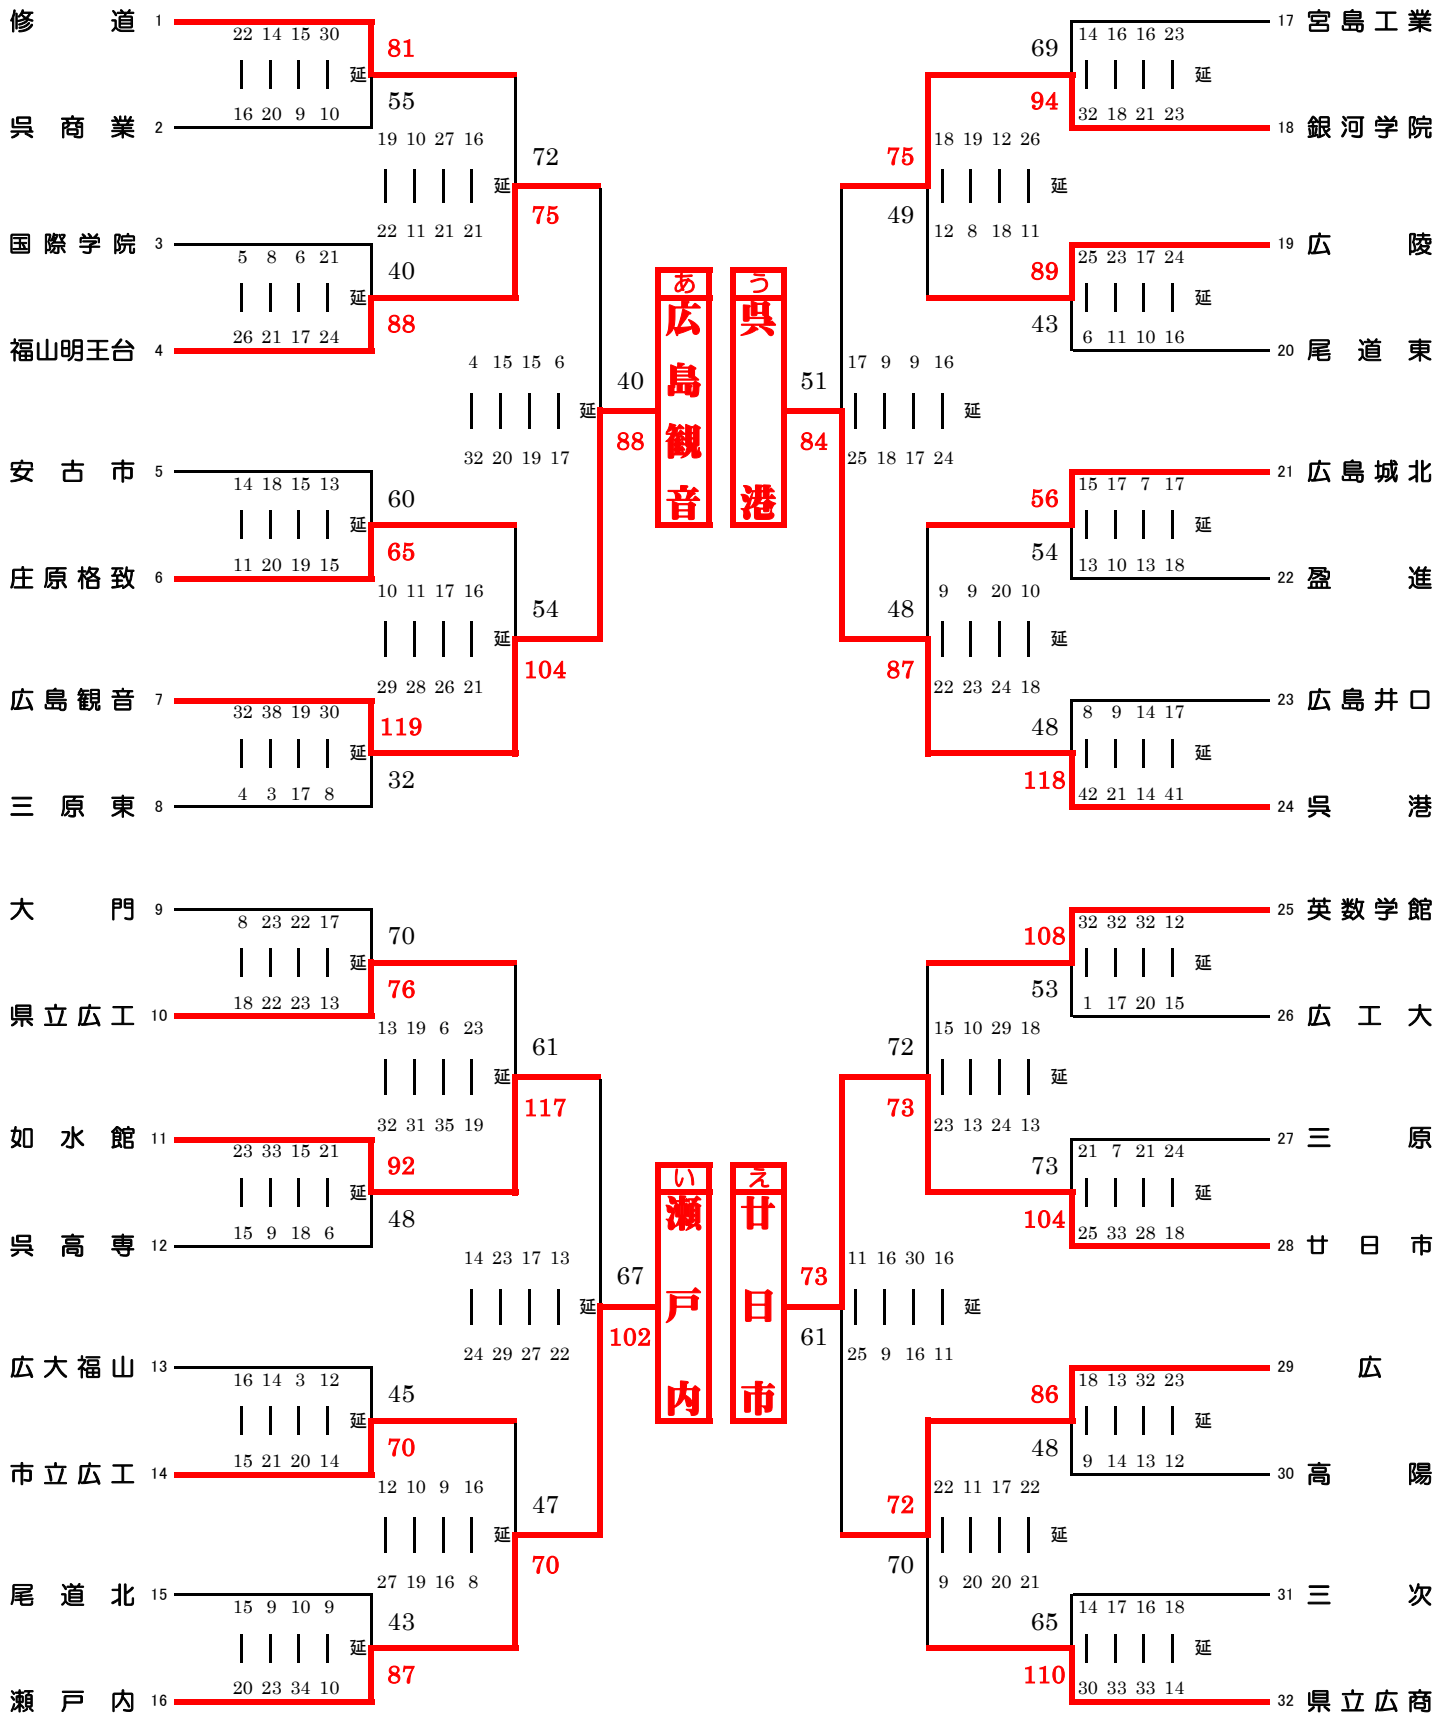 修道 1
22 14 15 30
81
延
55
16 20 9 10
呉商業 2
19 10 27 16
72
延
75
22 11 21 21
国際学院 3
5 8 6 21
40
延
88
26 21 17 24
福山明王台 4
4 15 15 6
40
延
88
32 20 19 17
安古市 5
14 18 15 13
60
延
65
11 20 19 15
庄原格致 6
10 11 17 16
54
延
104
29 28 26 21
広島観音 7
32 38 19 30
119
延
32
4 3 17 8
三原東 8
あ
広島観音
17 宮島工業
69
14 16 16 23
延
94
32 18 21 23
18 銀河学院
75
18 19 12 26
延
49
12 8 18 11
19 広陵
89
25 23 17 24
延
43
6 11 10 16
20 尾道東
51
17 9 9 16
延
84
25 18 17 24
21 広島城北
56
15 17 7 17
延
54
13 10 13 18
22 盈進
48
9 9 20 10
延
87
22 23 24 18
23 広島井口
48
8 9 14 17
延
118
42 21 14 41
24 呉港
う
呉港
大門 9
8 23 22 17
70
延
76
18 22 23 13
県立広工 10
13 19 6 23
61
延
117
32 31 35 19
如水館 11
23 33 15 21
92
延
48
15 9 18 6
呉高専 12
14 23 17 13
67
延
102
24 29 27 22
広大福山 13
16 14 3 12
45
延
70
15 21 20 14
市立広工 14
12 10 9 16
47
延
70
27 19 16 8
尾道北 15
15 9 10 9
43
延
87
20 23 34 10
瀬戸内 16
い
瀬戸内
25 英数学館
108
32 32 32 12
延
53
1 17 20 15
26 広工大
72
15 10 29 18
延
73
23 13 24 13
27 三原
73
21 7 21 24
延
104
25 33 28 18
28 廿日市
73
11 16 30 16
延
61
25 9 16 11
29 広
86
18 13 32 23
延
48
9 14 13 12
30 高陽
72
22 11 17 22
延
70
9 20 20 21
31 三次
65
14 17 16 18
延
110
30 33 33 14
32 県立広商
え
廿日市